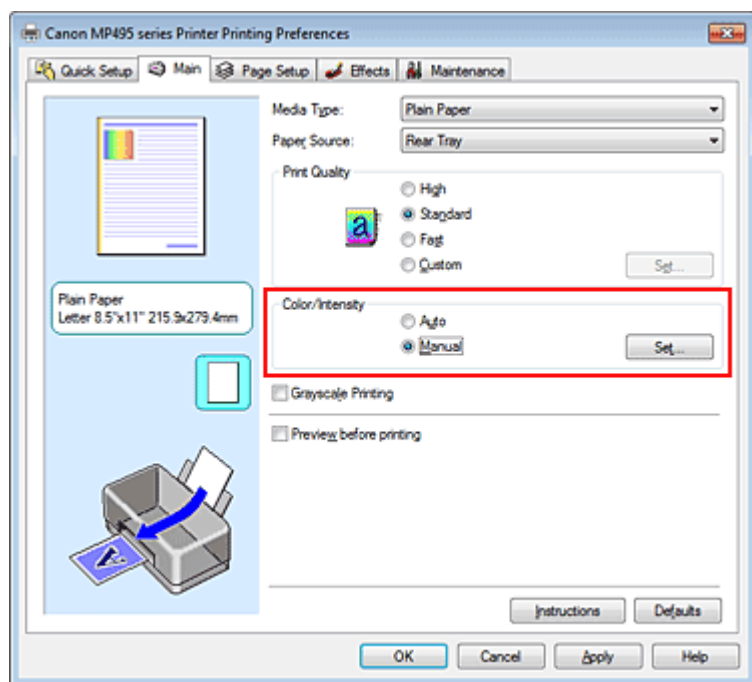 Canon MP495 series Printer Printing Preferences
Quick Setup Main Page Setup Effects Maintenance
Media Type: Plain Paper
Paper Source: Rear Tray
Print Quality
High
Standard
Fast
Custom Set...
Plain Paper
Letter 8.5"x11" 215.9x279.4mm
Color/Intensity
Auto
Manual Set...
Grayscale Printing
Preview before printing
Instructions Defaults
OK Cancel Apply Help